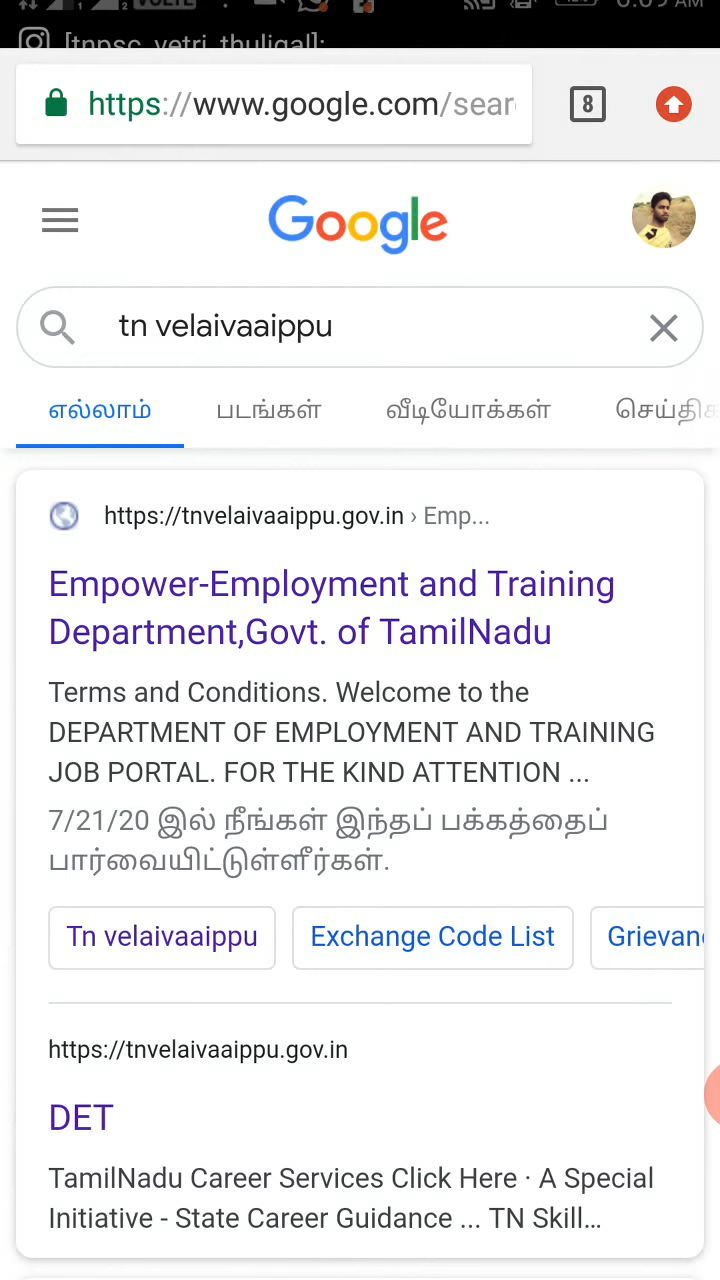 [tnpsc_vetri_thuligal]:
https://www.google.com/sear
8
Google
tn velaivaaippu
எல்லாம் படங்கள் வீடியோக்கள்
https://tnvelaivaaippu.gov.in › Emp...
Empower-Employment and Training
Department,Govt. of TamilNadu
Terms and Conditions. Welcome to the
DEPARTMENT OF EMPLOYMENT AND TRAINING
JOB PORTAL. FOR THE KIND ATTENTION ...
7/21/20 இல் நீங்கள் இந்தப் பக்கத்தைப்
பார்வையிட்டுள்ளீர்கள்.
Tn velaivaaippu Exchange Code List
https://tnvelaivaaippu.gov.in
DET
TamilNadu Career Services Click Here · A Special
Initiative - State Career Guidance ... TN Skill...